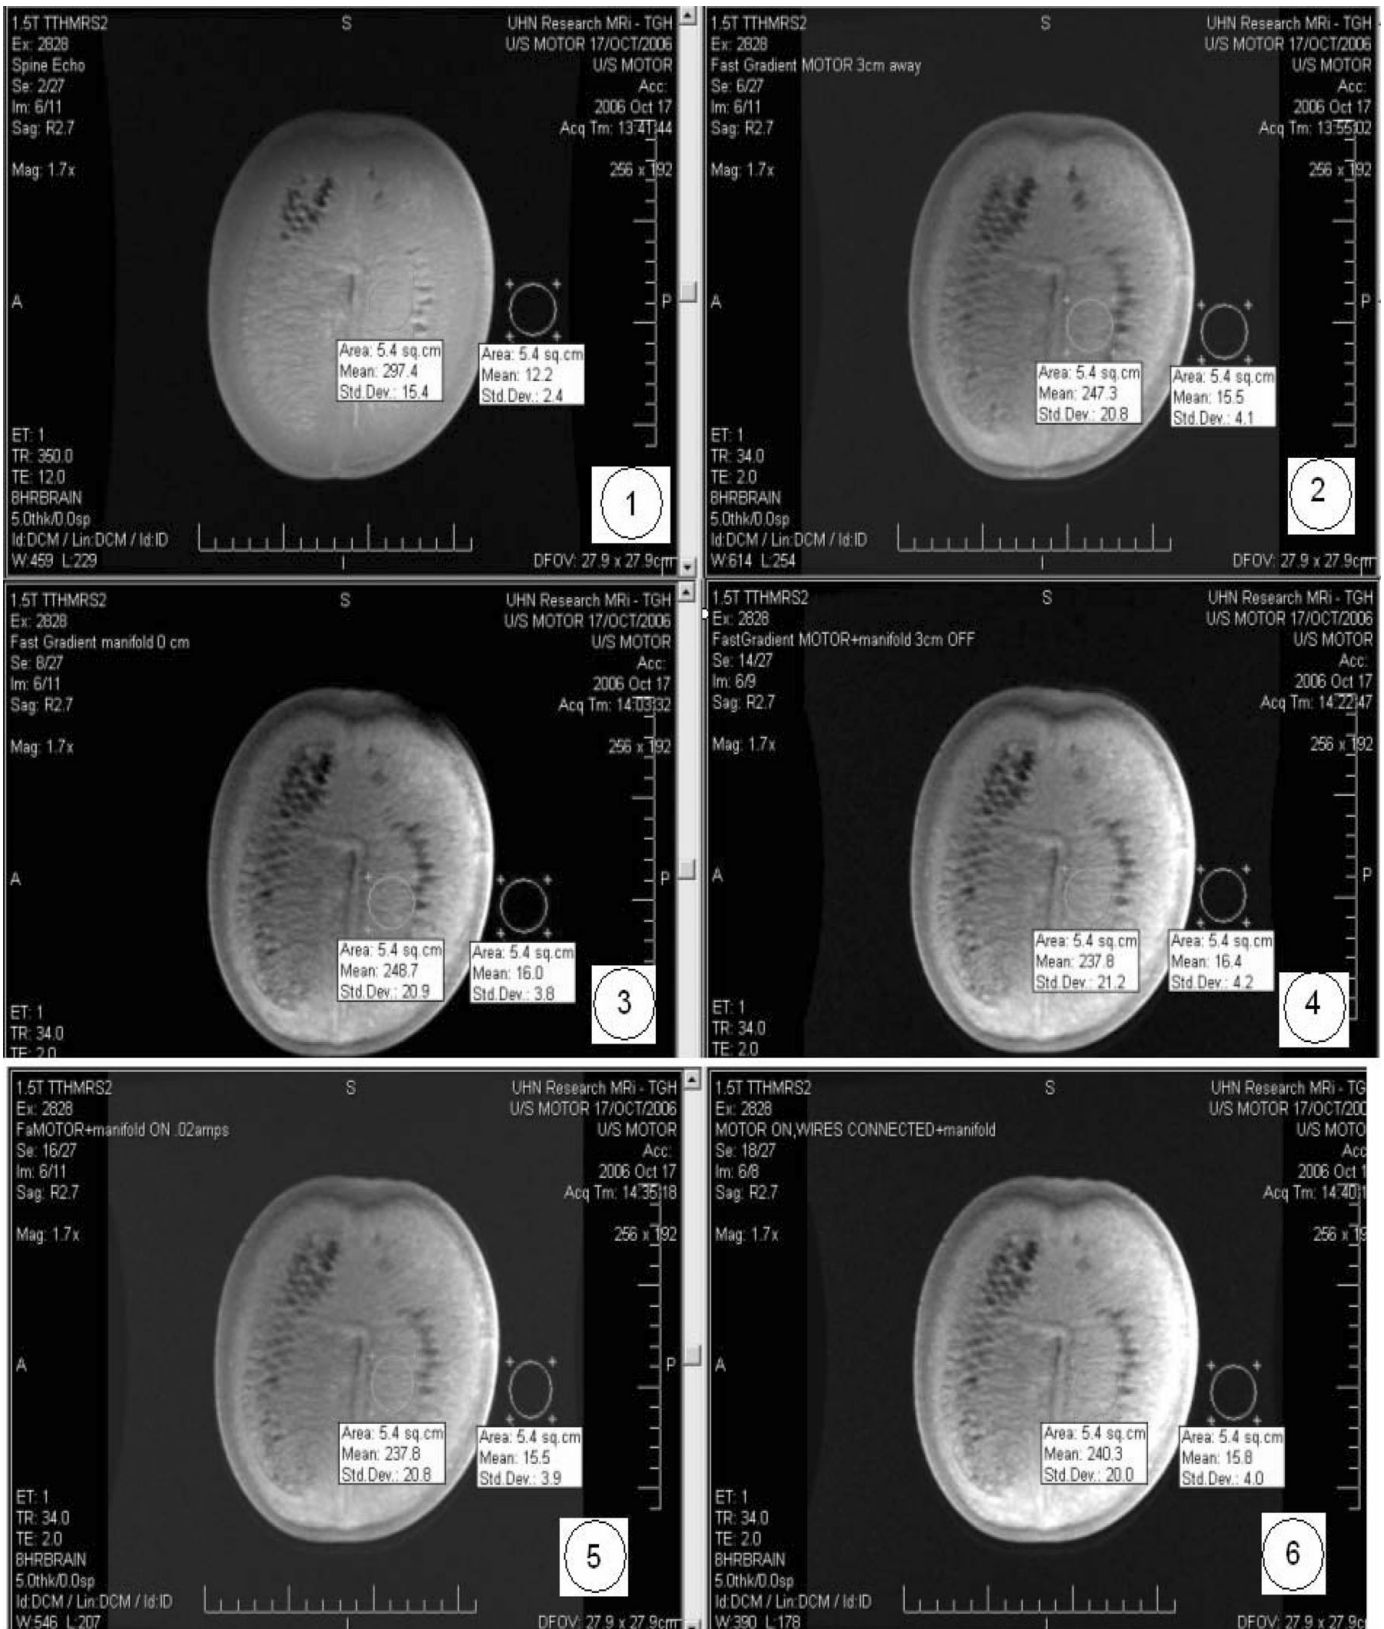 1.5T TTHMRS2
Ex: 2828
Spine Echo
Se: 2/27
Im: 6/11
Sag: R2.7
Mag: 1.7x
S
UHN Research MRi - TGH
U/S MOTOR 17/OCT/2006
U/S MOTOR
Acc:
2006 Oct 17
Acq Tm: 13:41:44
256 x 192
A
P
Area: 5.4 sq.cm
Mean: 297.4
Std.Dev.: 15.4
Area: 5.4 sq.cm
Mean: 12.2
Std.Dev.: 2.4
ET: 1
TR: 350.0
TE: 12.0
8HRBRAIN
5.0thk/0.0sp
Id:DCM / Lin:DCM / Id:ID
W:459 L:229
I
DFOV: 27.9 x 27.9cm
1
1.5T TTHMRS2
Ex: 2828
Fast Gradient MOTOR 3cm away
Se: 6/27
Im: 6/11
Sag: R2.7
Mag: 1.7x
S
UHN Research MRi - TGH
U/S MOTOR 17/OCT/2006
U/S MOTOR
Acc:
2006 Oct 17
Acq Tm: 13:55:02
256 x 192
A
P
Area: 5.4 sq.cm
Mean: 247.3
Std.Dev.: 20.8
Area: 5.4 sq.cm
Mean: 15.5
Std.Dev.: 4.1
ET: 1
TR: 34.0
TE: 2.0
8HRBRAIN
5.0thk/0.0sp
Id:DCM / Lin:DCM / Id:ID
W:614 L:254
I
DFOV: 27.9 x 27.9cm
2
1.5T TTHMRS2
Ex: 2828
Fast Gradient manifold 0 cm
Se: 8/27
Im: 6/11
Sag: R2.7
Mag: 1.7x
S
UHN Research MRi - TGH
U/S MOTOR 17/OCT/2006
U/S MOTOR
Acc:
2006 Oct 17
Acq Tm: 14:03:32
256 x 192
A
P
Area: 5.4 sq.cm
Mean: 248.7
Std.Dev.: 20.9
Area: 5.4 sq.cm
Mean: 16.0
Std.Dev.: 3.8
ET: 1
TR: 34.0
TE: 2.0
3
1.5T TTHMRS2
Ex: 2828
FastGradient MOTOR+manifold 3cm OFF
Se: 14/27
Im: 6/9
Sag: R2.7
Mag: 1.7x
S
UHN Research MRi - TGH
U/S MOTOR 17/OCT/2006
U/S MOTOR
Acc:
2006 Oct 17
Acq Tm: 14:22:47
256 x 192
A
P
Area: 5.4 sq.cm
Mean: 237.8
Std.Dev.: 21.2
Area: 5.4 sq.cm
Mean: 16.4
Std.Dev.: 4.2
ET: 1
TR: 34.0
TE: 2.0
4
1.5T TTHMRS2
Ex: 2828
FaMOTOR+manifold ON .02amps
Se: 16/27
Im: 6/11
Sag: R2.7
Mag: 1.7x
S
UHN Research MRi - TGH
U/S MOTOR 17/OCT/2006
U/S MOTOR
Acc:
2006 Oct 17
Acq Tm: 14:35:18
256 x 192
A
P
Area: 5.4 sq.cm
Mean: 237.8
Std.Dev.: 20.8
Area: 5.4 sq.cm
Mean: 15.5
Std.Dev.: 3.9
ET: 1
TR: 34.0
TE: 2.0
8HRBRAIN
5.0thk/0.0sp
Id:DCM / Lin:DCM / Id:ID
W:546 L:207
DFOV: 27.9 x 27.9cm
5
1.5T TTHMRS2
Ex: 2828
MOTOR ON,WIRES CONNECTED+manifold
Se: 18/27
Im: 6/8
Sag: R2.7
Mag: 1.7x
S
UHN Research MRi - TG
U/S MOTOR 17/OCT/200
U/S MOTO
Acc
2006 Oct 1
Acq Tm: 14:40:1
256 x 19
A
Area: 5.4 sq.cm
Mean: 240.3
Std.Dev.: 20.0
Area: 5.4 sq.cm
Mean: 15.8
Std.Dev.: 4.0
ET: 1
TR: 34.0
TE: 2.0
8HRBRAIN
5.0thk/0.0sp
Id:DCM / Lin:DCM / Id:ID
W:390 L:178
DFOV: 27.9 x 27.9c
6